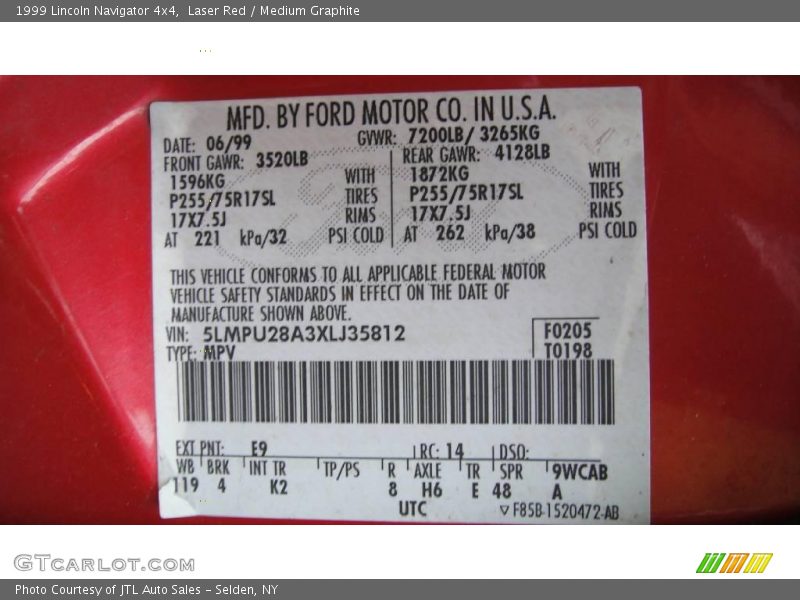 1999 Lincoln Navigator 4x4, Laser Red / Medium Graphite
MFD. BY FORD MOTOR CO. IN U.S.A.
DATE: 06/99 GVWR: 7200LB/ 3265KG
FRONT GAWR: 3520LB REAR GAWR: 4128LB
1596KG WITH 1872KG WITH
P255/75R17SL TIRES P255/75R17SL TIRES
17X7.5J RIMS 17X7.5J RIMS
AT 221 kPa/32 PSI COLD AT 262 kPa/38 PSI COLD
THIS VEHICLE CONFORMS TO ALL APPLICABLE FEDERAL MOTOR
VEHICLE SAFETY STANDARDS IN EFFECT ON THE DATE OF
MANUFACTURE SHOWN ABOVE.
VIN: 5LMPU28A3XLJ35812 F0205
TYPE: MPV T0198
EXT PNT: E9 RC: 14 DSO:
WB BRK INT TR TP/PS R AXLE TR SPR 9WCAB
119 4 K2 8 H6 E 48 A
UTC ▽ F85B-1520472-AB
GTCARLOT.COM
Photo Courtesy of JTL Auto Sales - Selden, NY